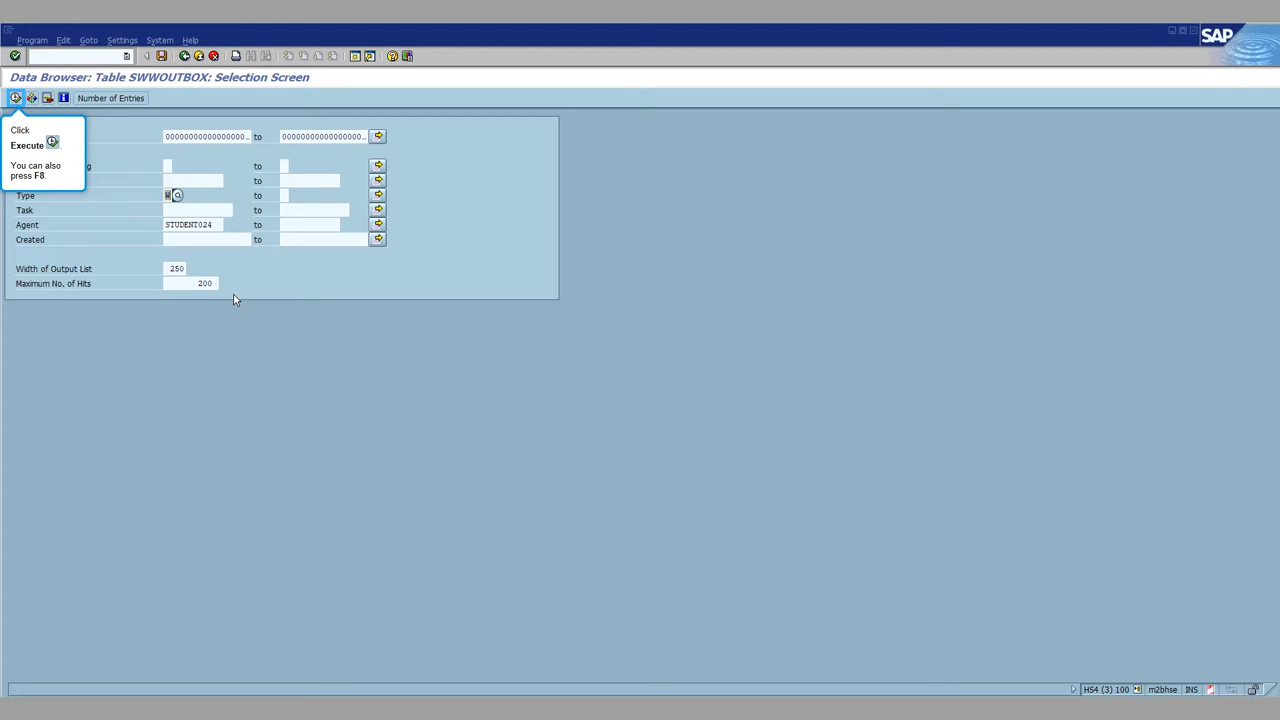 Program Edit Goto Settings System Help
SAP
Data Browser: Table SWWOUTBOX: Selection Screen
Number of Entries
Click
Execute .
You can also
press F8.
000000000000000000... to 000000000000000000...
g to
to
Type W to
Task to
Agent STUDENT024 to
Created to
Width of Output List 250
Maximum No. of Hits 200
HS4 (3) 100 m2bhse INS